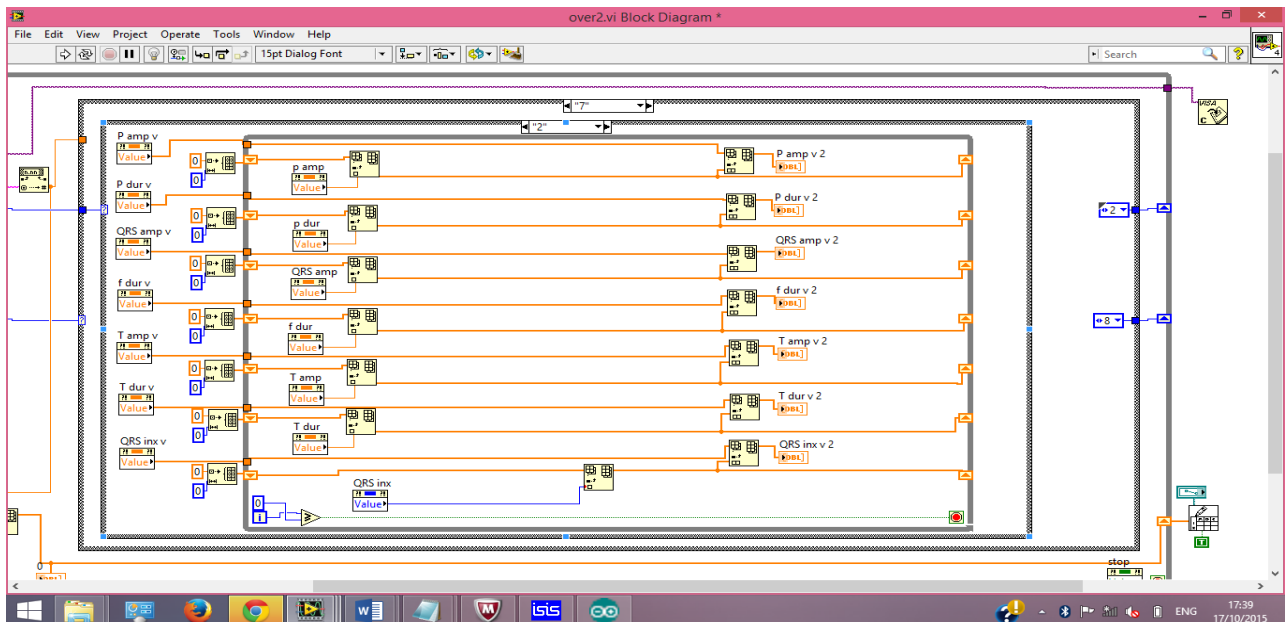 over2.vi Block Diagram *
File Edit View Project Operate Tools Window Help
15pt Dialog Font
Search
4
"7"
"2"
P amp v
Value
0
0
p amp
Value
P amp v 2
DBL]
P dur v
Value
0
0
p dur
Value
P dur v 2
DBL]
QRS amp v
Value
0
0
QRS amp
Value
QRS amp v 2
DBL]
f dur v
Value
0
0
f dur
Value
f dur v 2
DBL]
T amp v
Value
0
0
T amp
Value
T amp v 2
DBL]
T dur v
Value
0
0
T dur
Value
T dur v 2
DBL]
QRS inx v
Value
0
0
QRS inx
Value
QRS inx v 2
DBL]
0
i
2
8
VISA
C
T
stop
0
DBL]
W
isis
ENG
17:39
17/10/2015